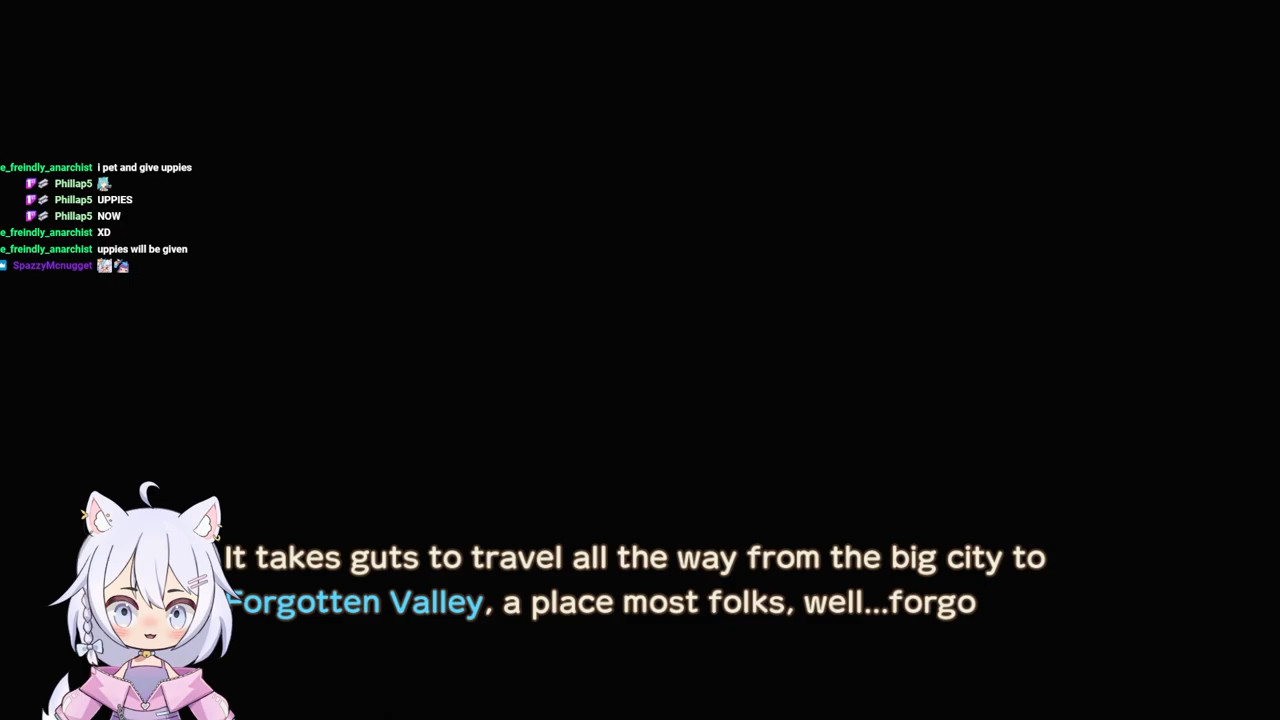 e_freindly_anarchist i pet and give uppies
Phillap5
Phillap5 UPPIES
Phillap5 NOW
e_freindly_anarchist XD
e_freindly_anarchist uppies will be given
SpazzyMcnugget
It takes guts to travel all the way from the big city to
Forgotten Valley, a place most folks, well...forgo